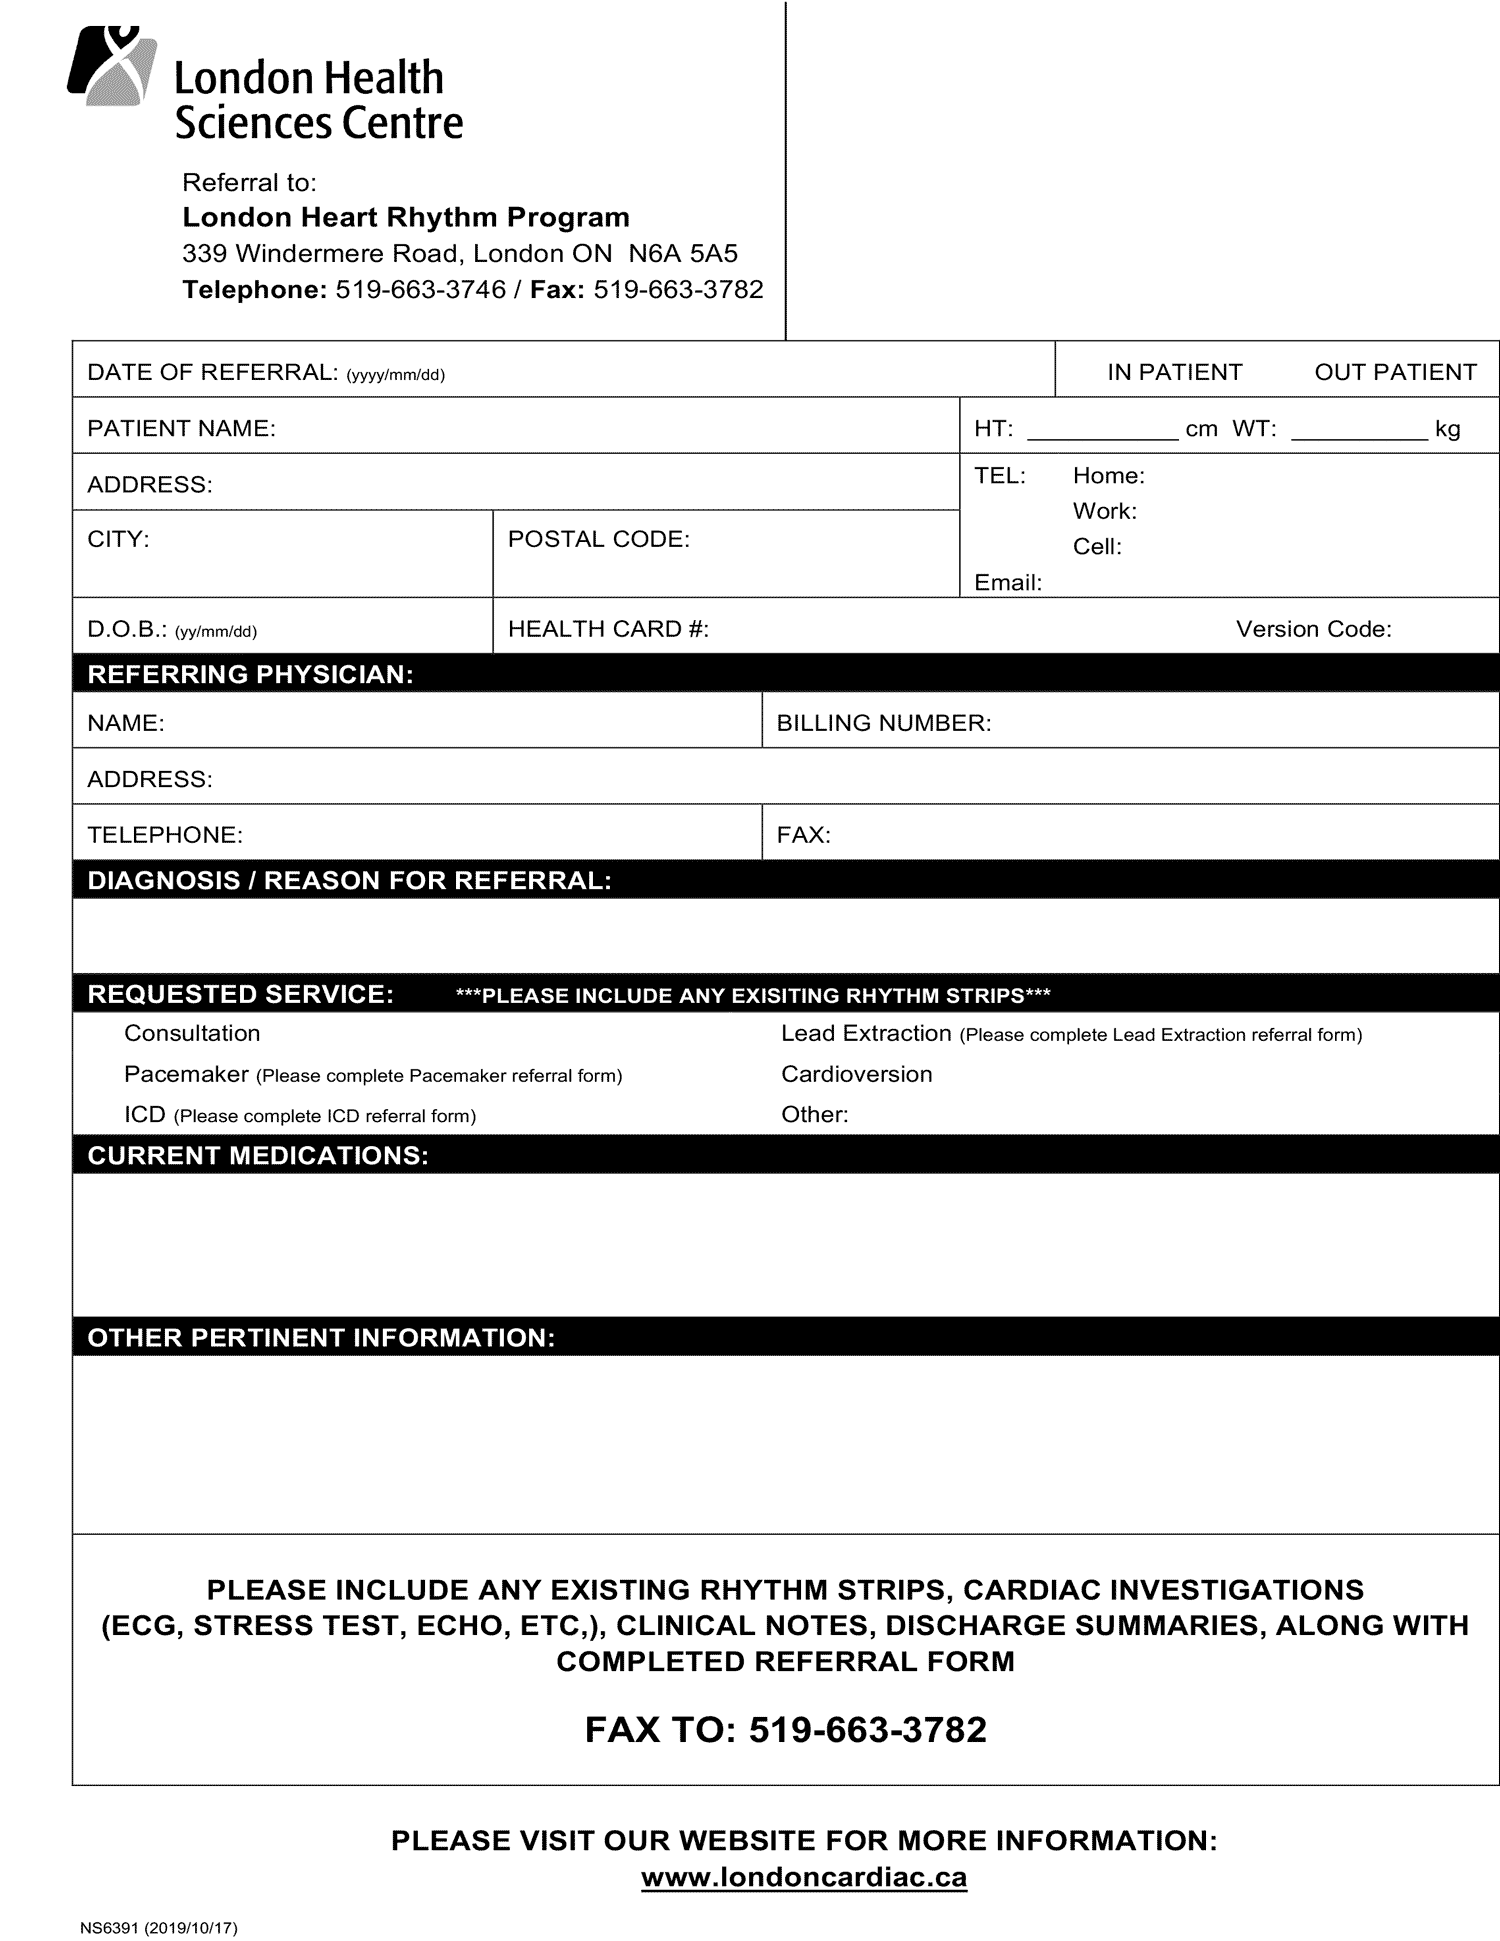 London Health
Sciences Centre
Referral to:
London Heart Rhythm Program
339 Windermere Road, London ON  N6A 5A5
Telephone: 519-663-3746 / Fax: 519-663-3782
DATE OF REFERRAL: (yyyy/mm/dd) IN PATIENT OUT PATIENT
PATIENT NAME: HT: ___________ cm WT: __________ kg
ADDRESS:
TEL: Home:
Work:
Cell:
Email:
CITY: POSTAL CODE:
D.O.B.: (yy/mm/dd) HEALTH CARD #: Version Code:
REFERRING PHYSICIAN:
NAME: BILLING NUMBER:
ADDRESS:
TELEPHONE: FAX:
DIAGNOSIS / REASON FOR REFERRAL:
REQUESTED SERVICE: ***PLEASE INCLUDE ANY EXISITING RHYTHM STRIPS***
Consultation Lead Extraction (Please complete Lead Extraction referral form)
Pacemaker (Please complete Pacemaker referral form) Cardioversion
ICD (Please complete ICD referral form) Other:
CURRENT MEDICATIONS:
OTHER PERTINENT INFORMATION:
PLEASE INCLUDE ANY EXISTING RHYTHM STRIPS, CARDIAC INVESTIGATIONS
(ECG, STRESS TEST, ECHO, ETC,), CLINICAL NOTES, DISCHARGE SUMMARIES, ALONG WITH
COMPLETED REFERRAL FORM
FAX TO: 519-663-3782
PLEASE VISIT OUR WEBSITE FOR MORE INFORMATION:
www.londoncardiac.ca
NS6391 (2019/10/17)